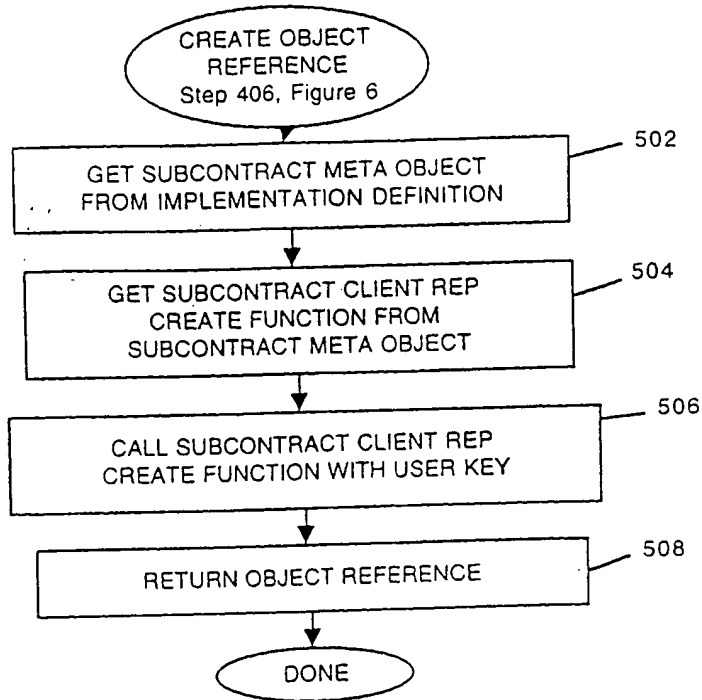 CREATE OBJECT
REFERENCE
Step 406, Figure 6
502
GET SUBCONTRACT META OBJECT
FROM IMPLEMENTATION DEFINITION
504
GET SUBCONTRACT CLIENT REP
CREATE FUNCTION FROM
SUBCONTRACT META OBJECT
506
CALL SUBCONTRACT CLIENT REP
CREATE FUNCTION WITH USER KEY
508
RETURN OBJECT REFERENCE
DONE